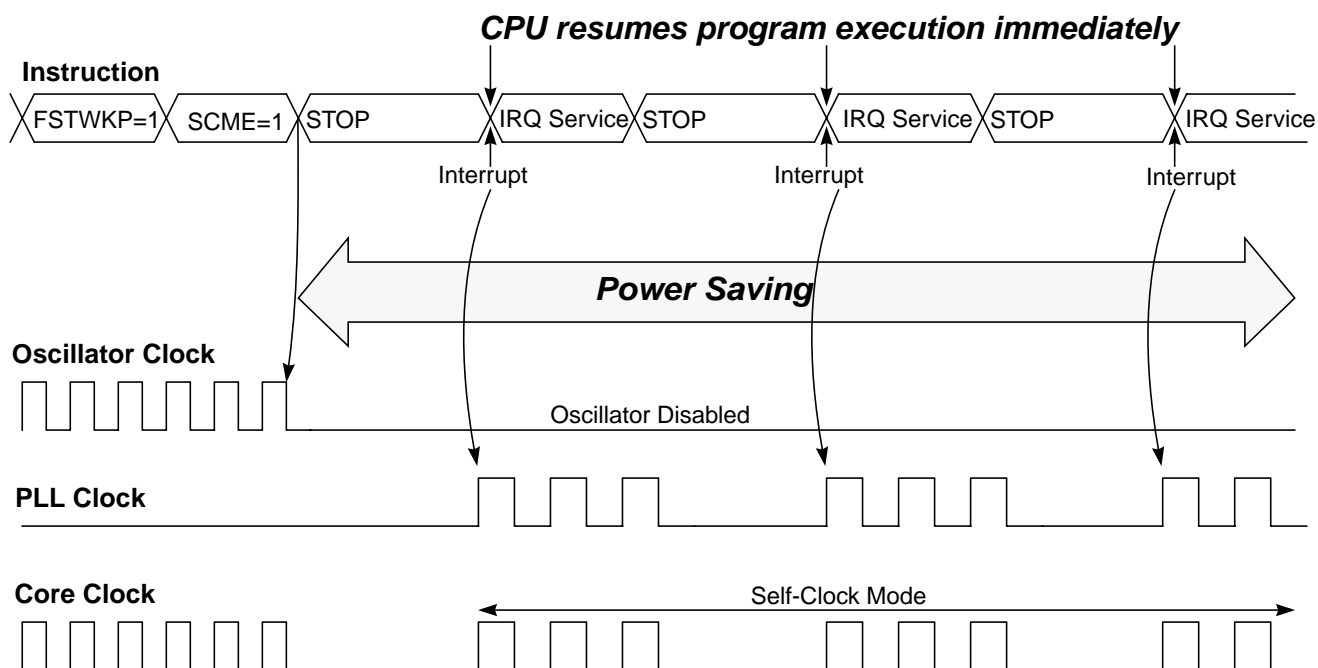 CPU resumes program execution immediately
Instruction
FSTWKP=1 SCME=1 STOP IRQ Service STOP IRQ Service STOP IRQ Service
Interrupt Interrupt Interrupt
Power Saving
Oscillator Clock
Oscillator Disabled
PLL Clock
Core Clock
Self-Clock Mode